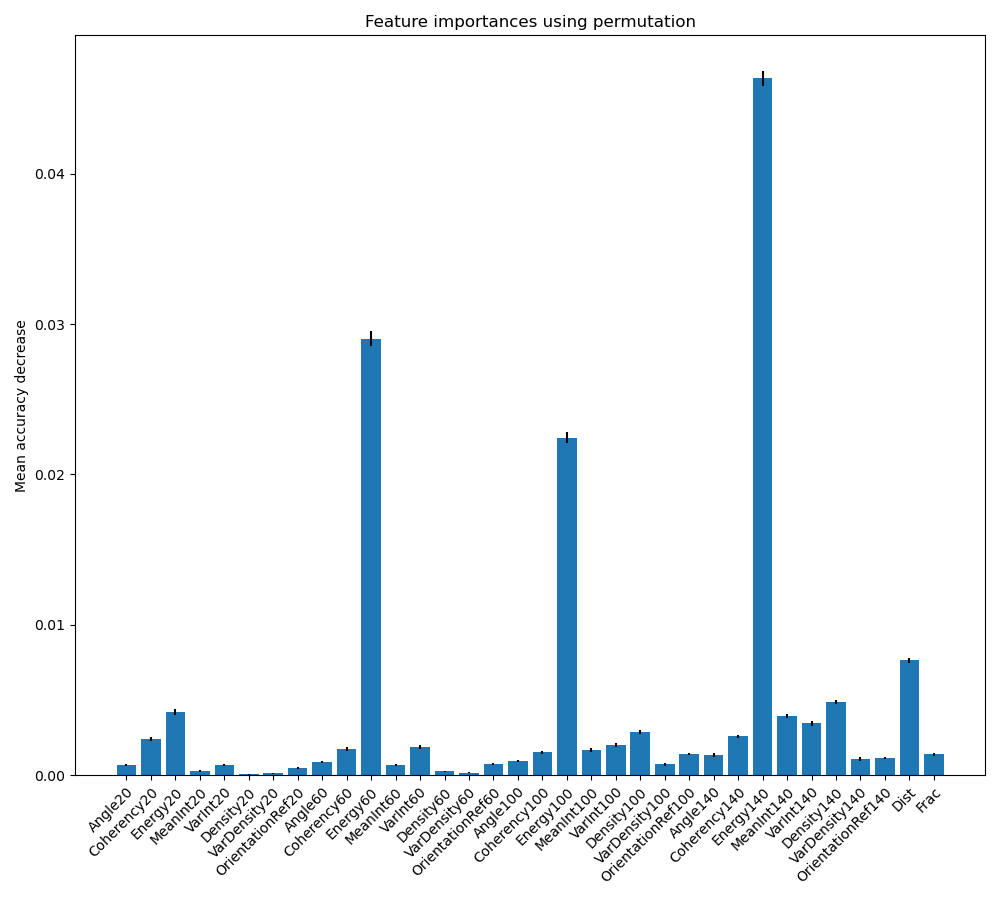 Feature importances using permutation
Mean accuracy decrease
0.04
0.03
0.02
0.01
0.00
Angle20
Coherency20
Energy20
MeanInt20
VarInt20
Density20
VarDensity20
OrientationRef20
Angle60
Coherency60
Energy60
MeanInt60
VarInt60
Density60
VarDensity60
OrientationRef60
Angle100
Coherency100
Energy100
MeanInt100
VarInt100
Density100
VarDensity100
OrientationRef100
Angle140
Coherency140
Energy140
MeanInt140
VarInt140
Density140
VarDensity140
OrientationRef140
Dist
Frac